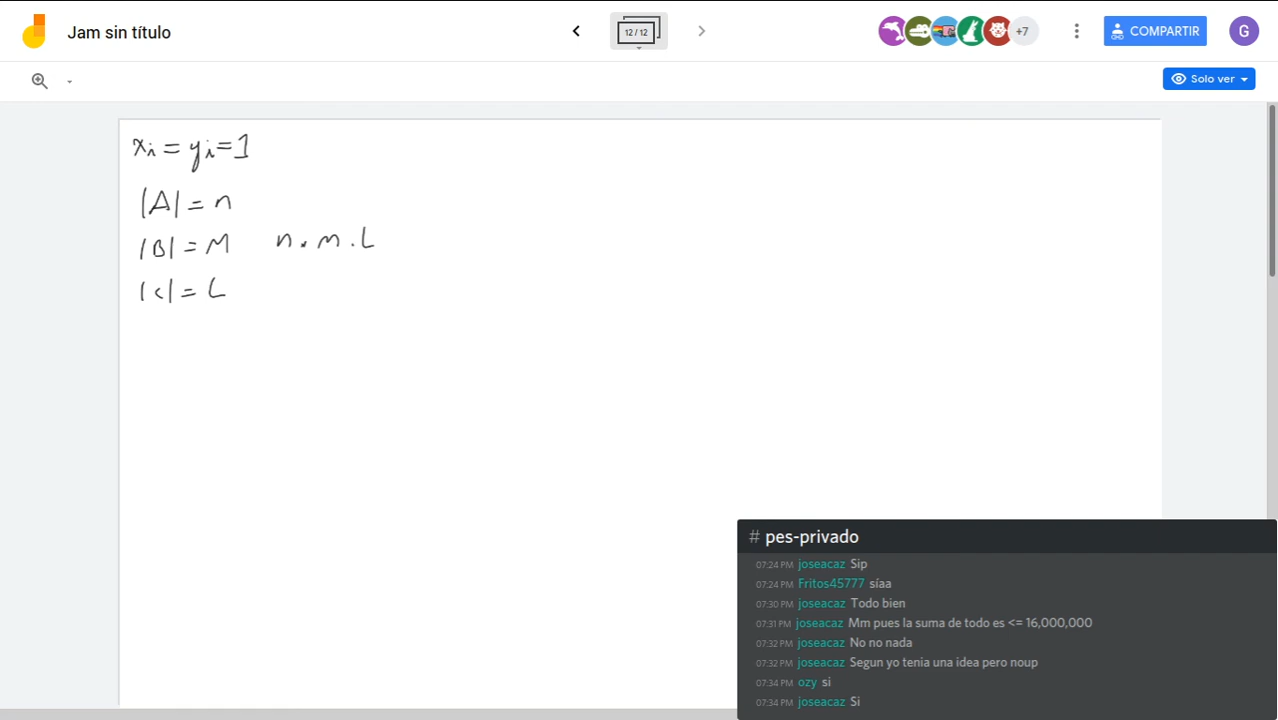 Jam sin título
12 / 12
+7
COMPARTIR
G
Solo ver
xi = yi = 1
|A| = n
|B| = M n . m . L
|C| = L
# pes-privado
07:24 PM joseacaz Sip
07:24 PM Fritos45777 síaa
07:30 PM joseacaz Todo bien
07:31 PM joseacaz Mm pues la suma de todo es <= 16,000,000
07:32 PM joseacaz No no nada
07:32 PM joseacaz Segun yo tenia una idea pero noup
07:34 PM ozy si
07:34 PM joseacaz Si